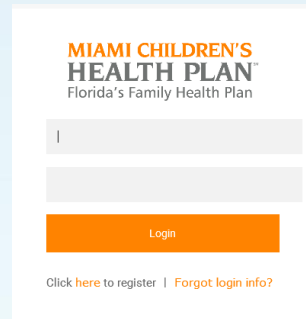 MIAMI CHILDREN'S
HEALTH PLAN™
Florida's Family Health Plan
Login
Click here to register | Forgot login info?